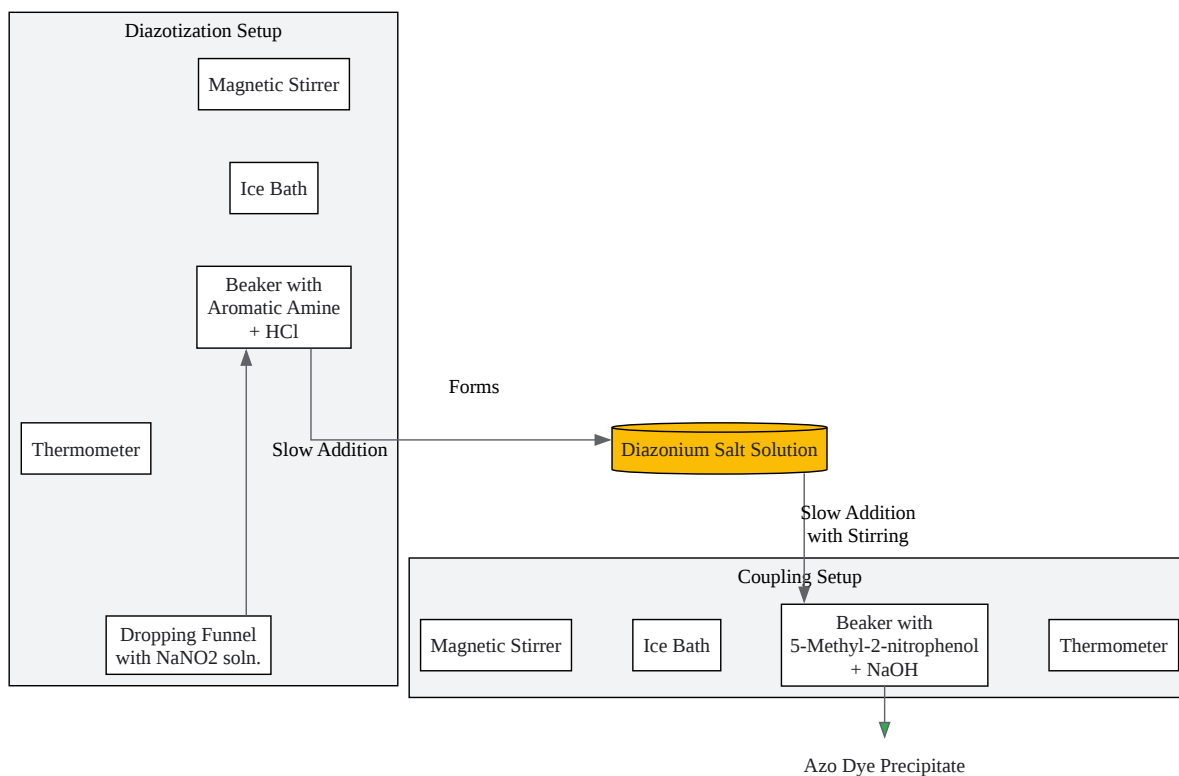 Diazotization Setup
Magnetic Stirrer
Ice Bath
Beaker with
Aromatic Amine
+ HCl
Forms
Thermometer
Slow Addition
Diazonium Salt Solution
Slow Addition
with Stirring
Dropping Funnel
with NaNO2 soln.
Coupling Setup
Magnetic Stirrer
Ice Bath
Beaker with
5-Methyl-2-nitrophenol
+ NaOH
Thermometer
Azo Dye Precipitate